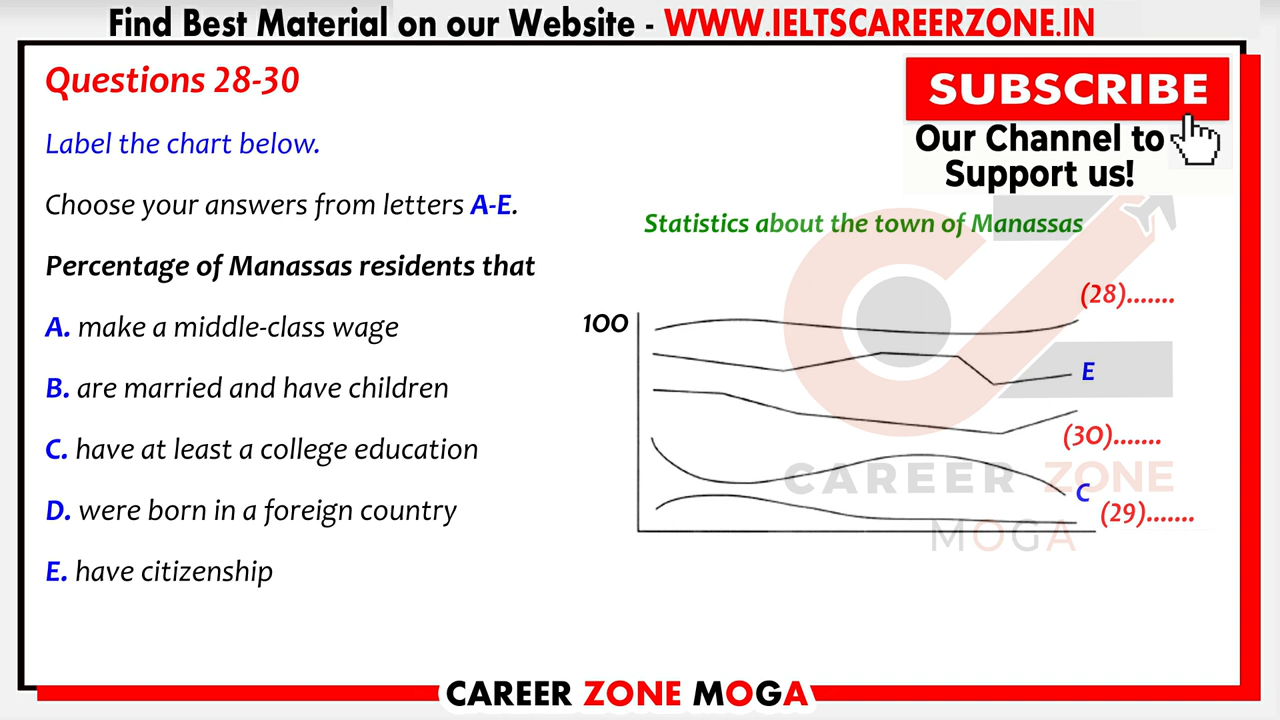 Find Best Material on our Website - WWW.IELTSCAREERZONE.IN
Questions 28-30
SUBSCRIBE
Our Channel to
Support us!
Label the chart below.
Choose your answers from letters A-E.
Statistics about the town of Manassas
Percentage of Manassas residents that
A. make a middle-class wage
B. are married and have children
C. have at least a college education
D. were born in a foreign country
E. have citizenship
100
(28).......
E
(30).......
C
(29).......
CAREER ZONE
MOGA
CAREER ZONE MOGA